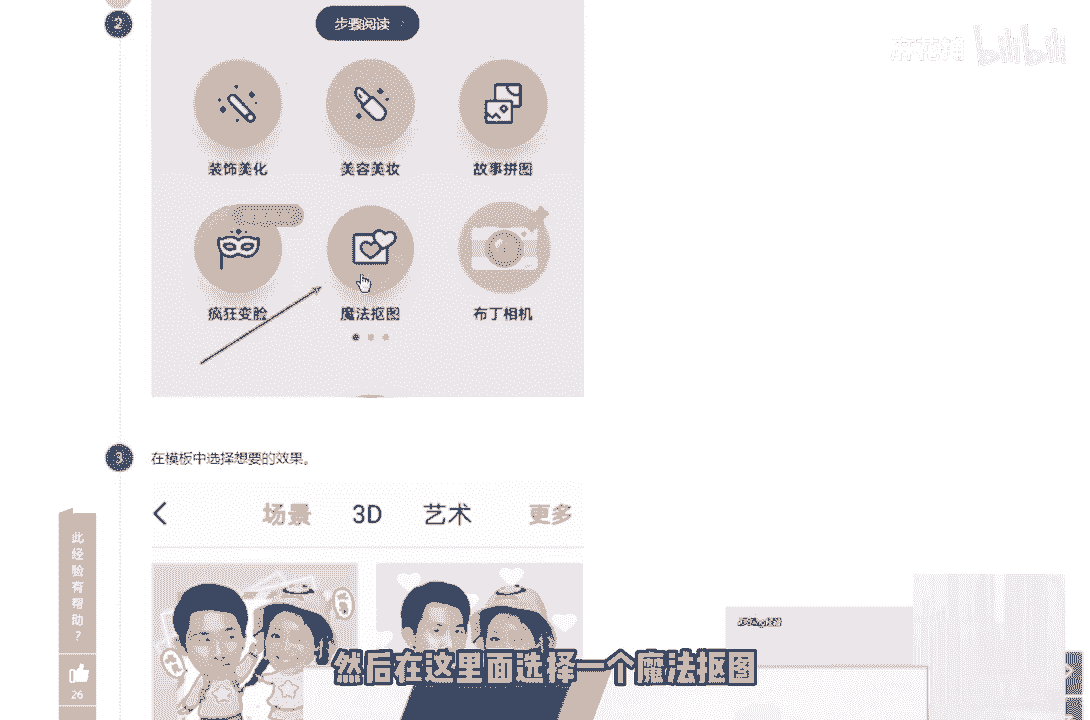 2
步骤阅读
bilibili
装饰美化
美容美妆
故事拼图
疯狂变脸
魔法抠图
布丁相机
3
在模板中选择想要的效果。
场景
3D
艺术
更多
此经验有帮助？
26
然后在这里面选择一个魔法抠图